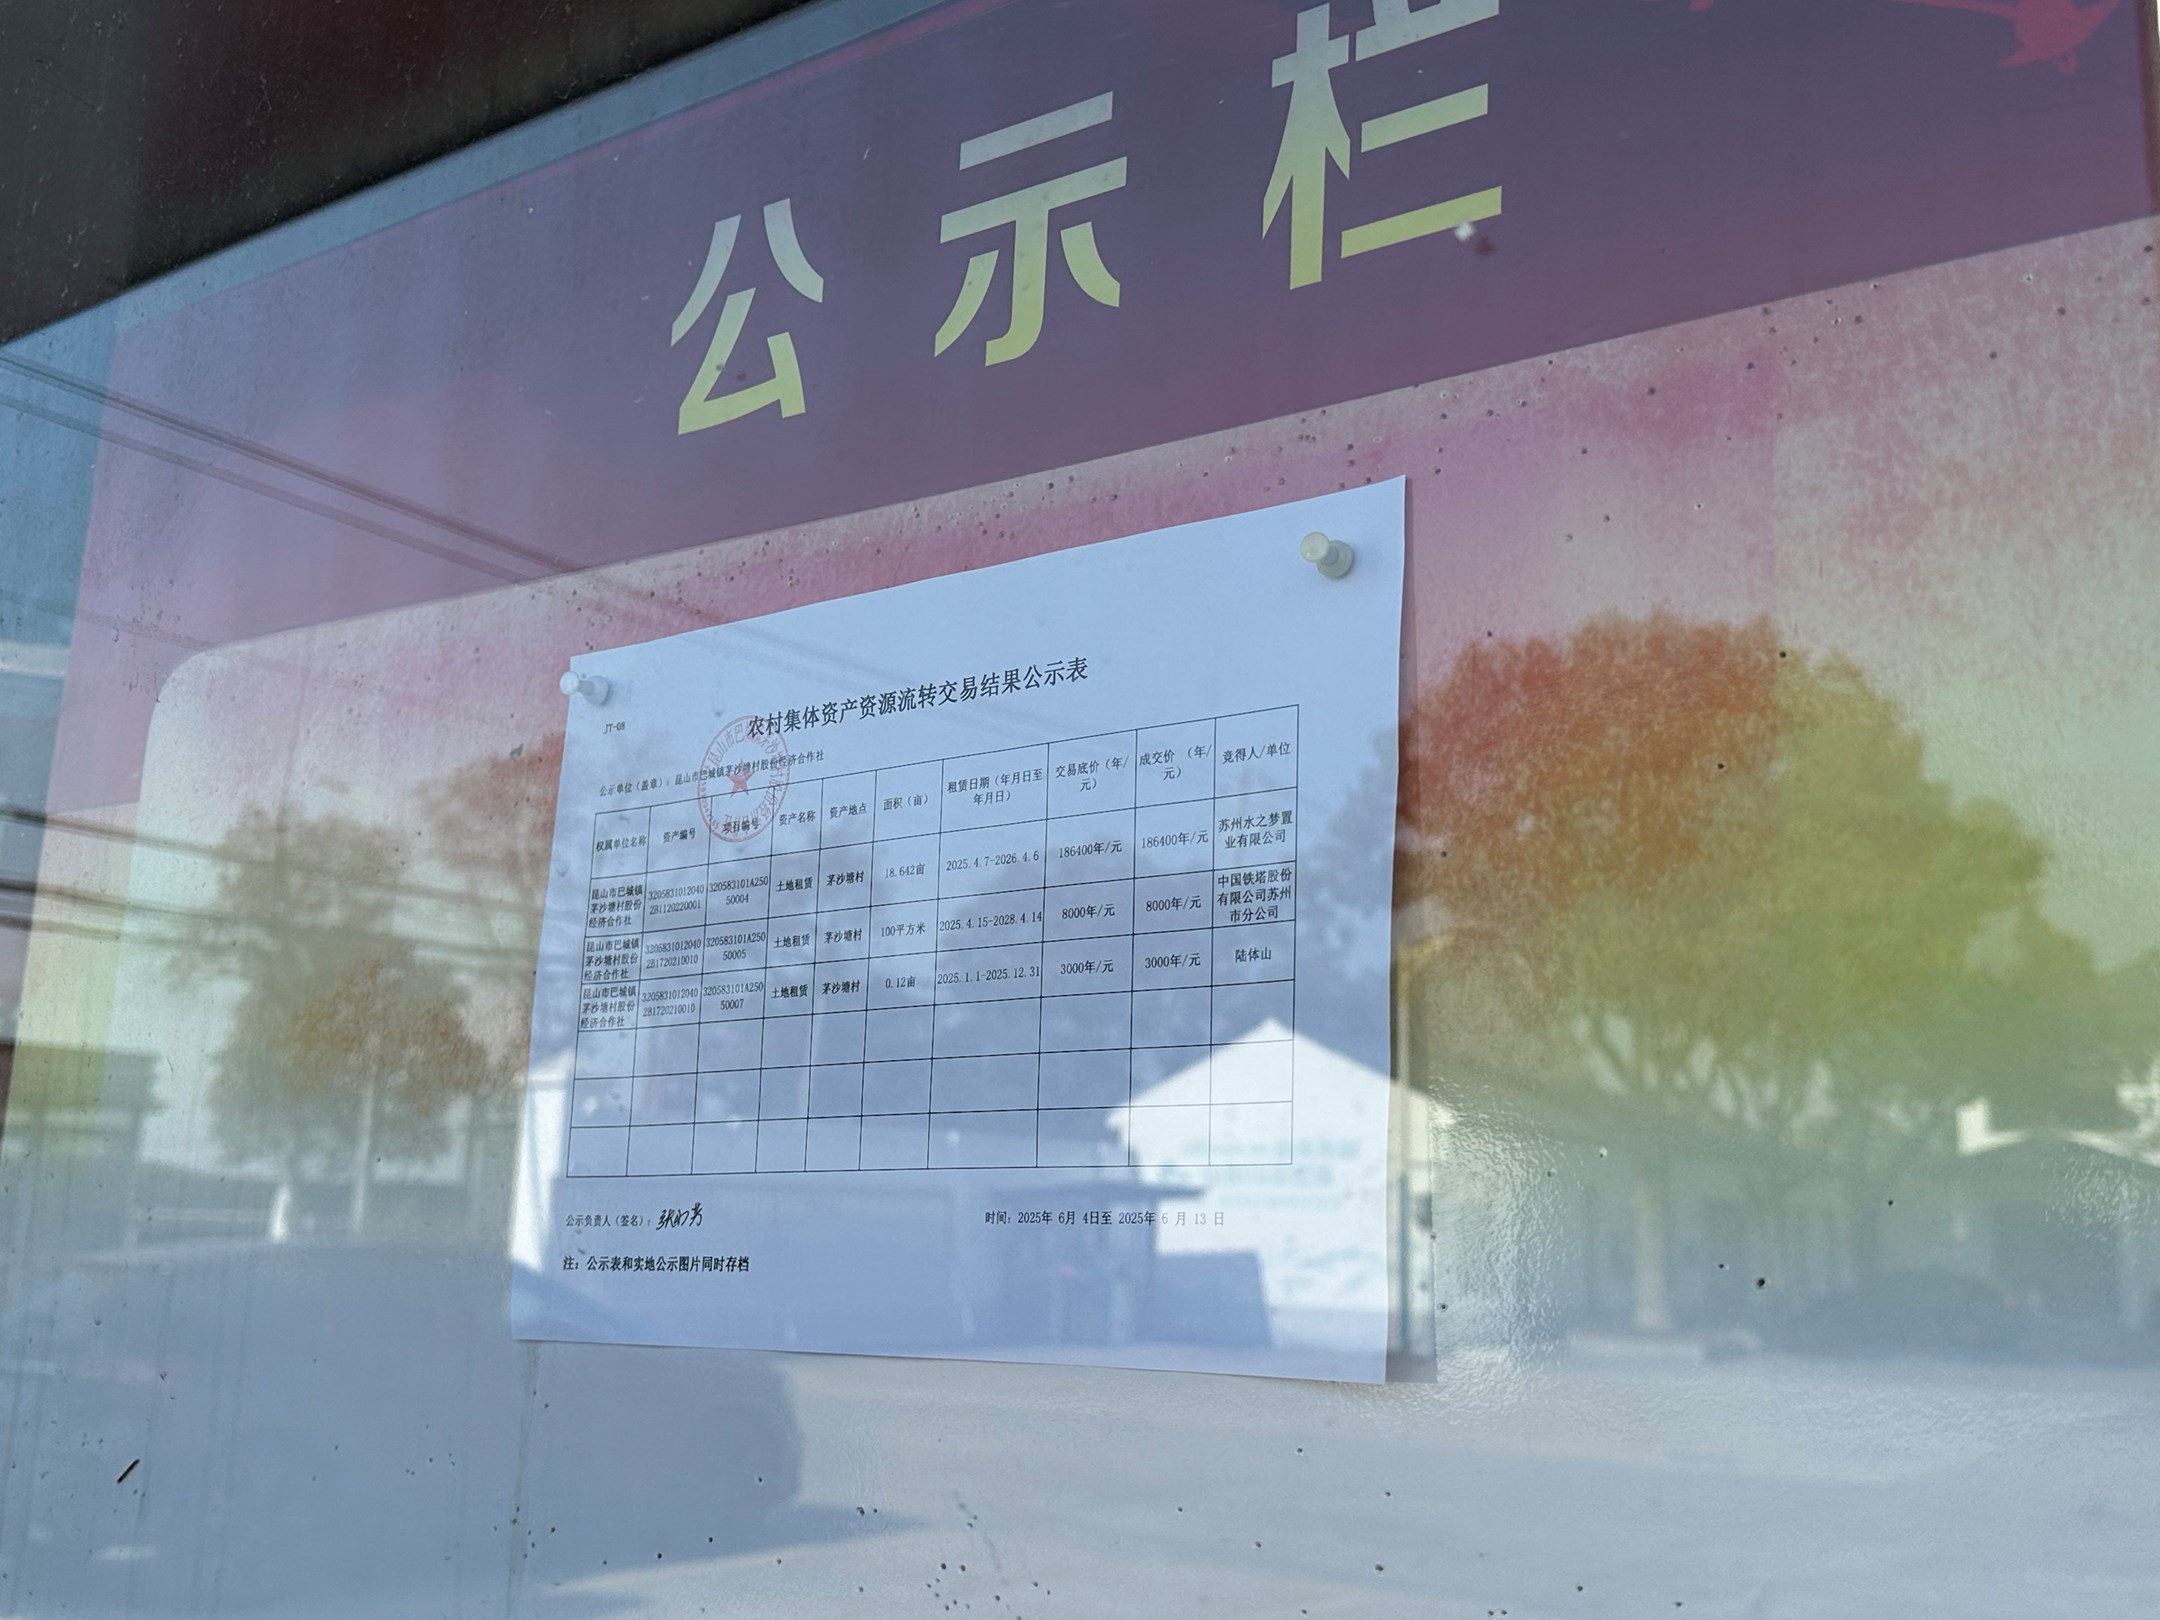 公示栏
农村集体资产资源流转交易结果公示表
JT-08
公示单位（盖章）：昆山市巴城镇茅沙塘村股份经济合作社
权属单位名称 资产编号 项目编号 资产名称 资产地点 面积（亩） 租赁日期（年月日至年月日） 交易底价（年/元） 成交价 （年/元） 竞得人/单位
昆山市巴城镇茅沙塘村股份经济合作社 32058310120402B1120220001 320583101A25050004 土地租赁 茅沙塘村 18.642亩 2025.4.7-2026.4.6 186400年/元 186400年/元 苏州水之梦置业有限公司
昆山市巴城镇茅沙塘村股份经济合作社 32058310120402B1720210010 320583101A25050005 土地租赁 茅沙塘村 100平方米 2025.4.15-2028.4.14 8000年/元 8000年/元 中国铁塔股份有限公司苏州市分公司
昆山市巴城镇茅沙塘村股份经济合作社 32058310120402B1720210010 320583101A25050007 土地租赁 茅沙塘村 0.12亩 2025.1.1-2025.12.31 3000年/元 3000年/元 陆体山
公示负责人（签名）：
时间：2025年 6月 4日至 2025年 6 月 13 日
注：公示表和实地公示图片同时存档